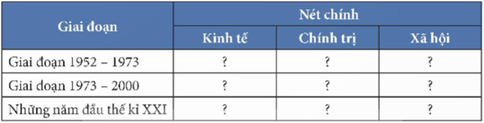 Giai đoạn
Nét chính
Kinh tế
Chính trị
Xã hội
Giai đoạn 1952 – 1973 ? ? ?
Giai đoạn 1973 – 2000 ? ? ?
Những năm đầu thế kỉ XXI ? ? ?